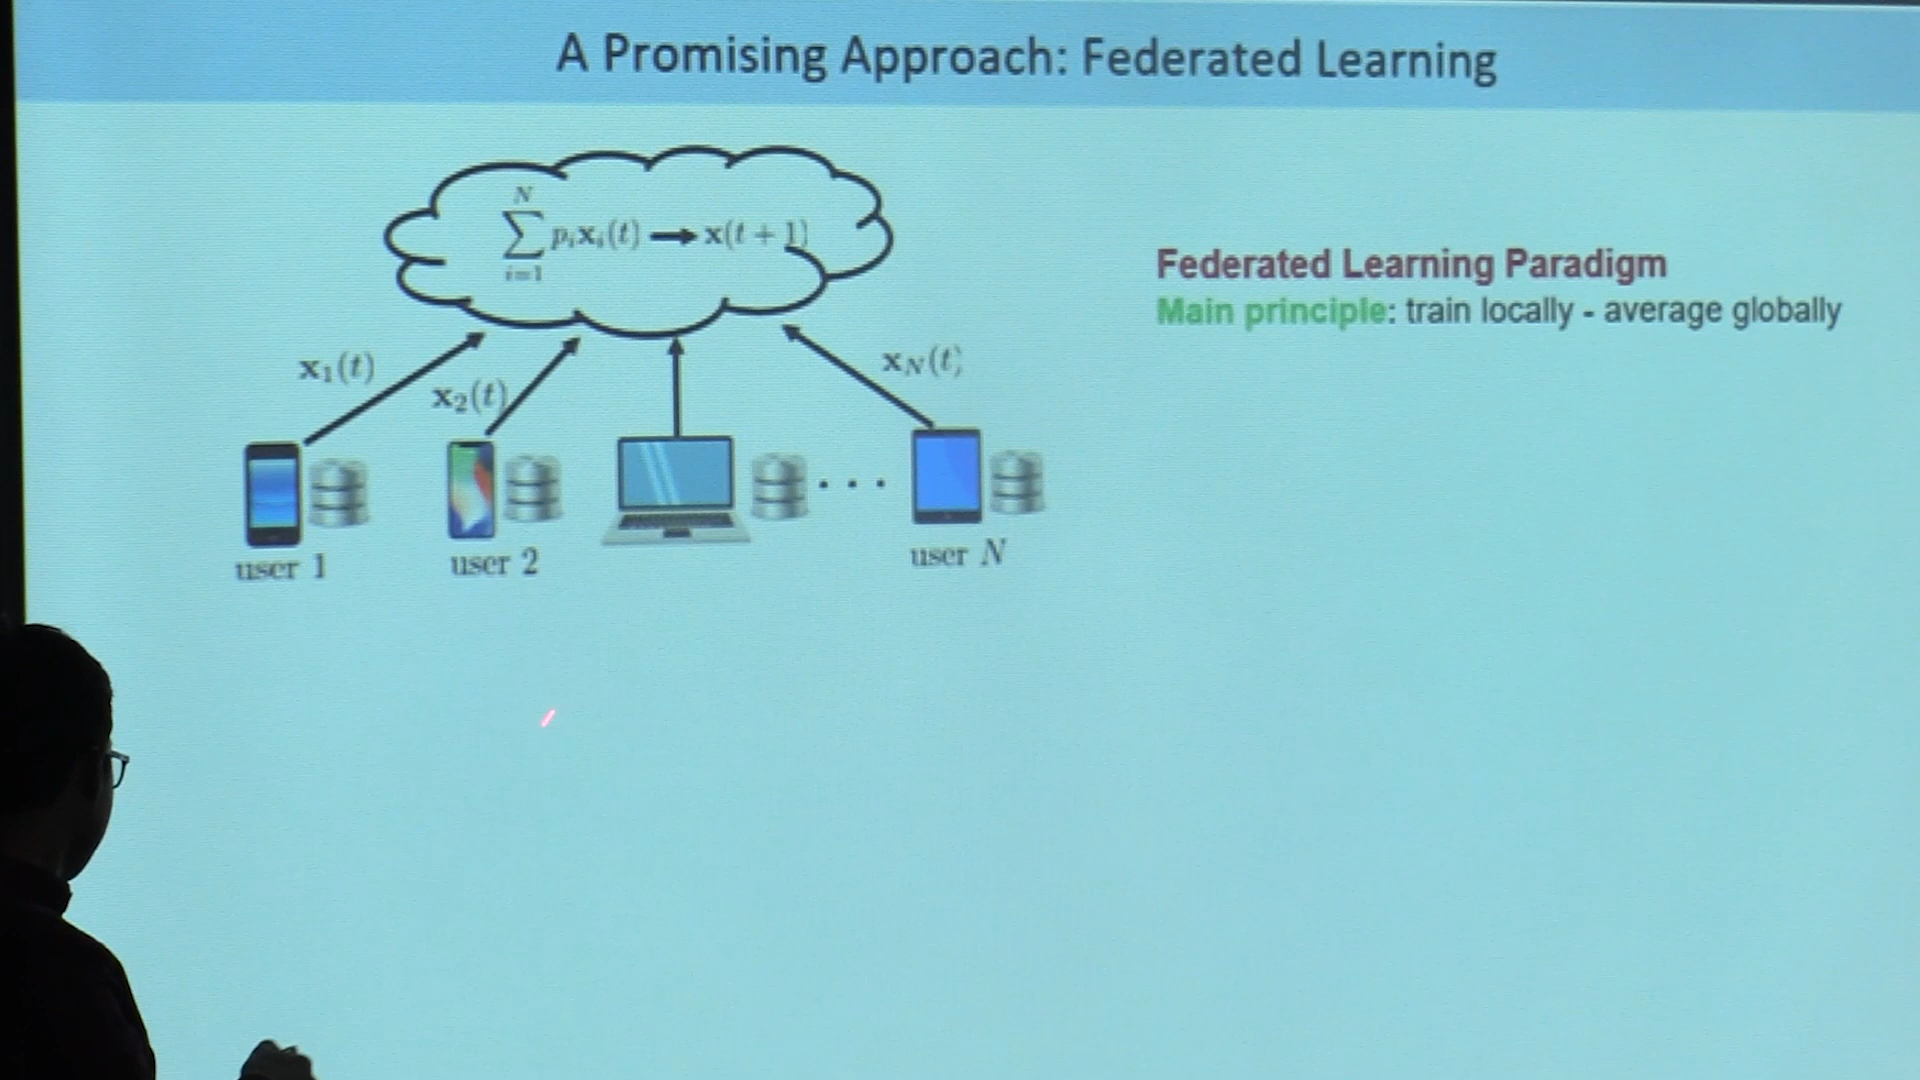 A Promising Approach: Federated Learning
N
∑ pᵢxᵢ(t) → x(t + 1)
i=1
Federated Learning Paradigm
Main principle: train locally - average globally
x₁(t)
x₂(t)
x_N(t)
. . .
user 1
user 2
user N